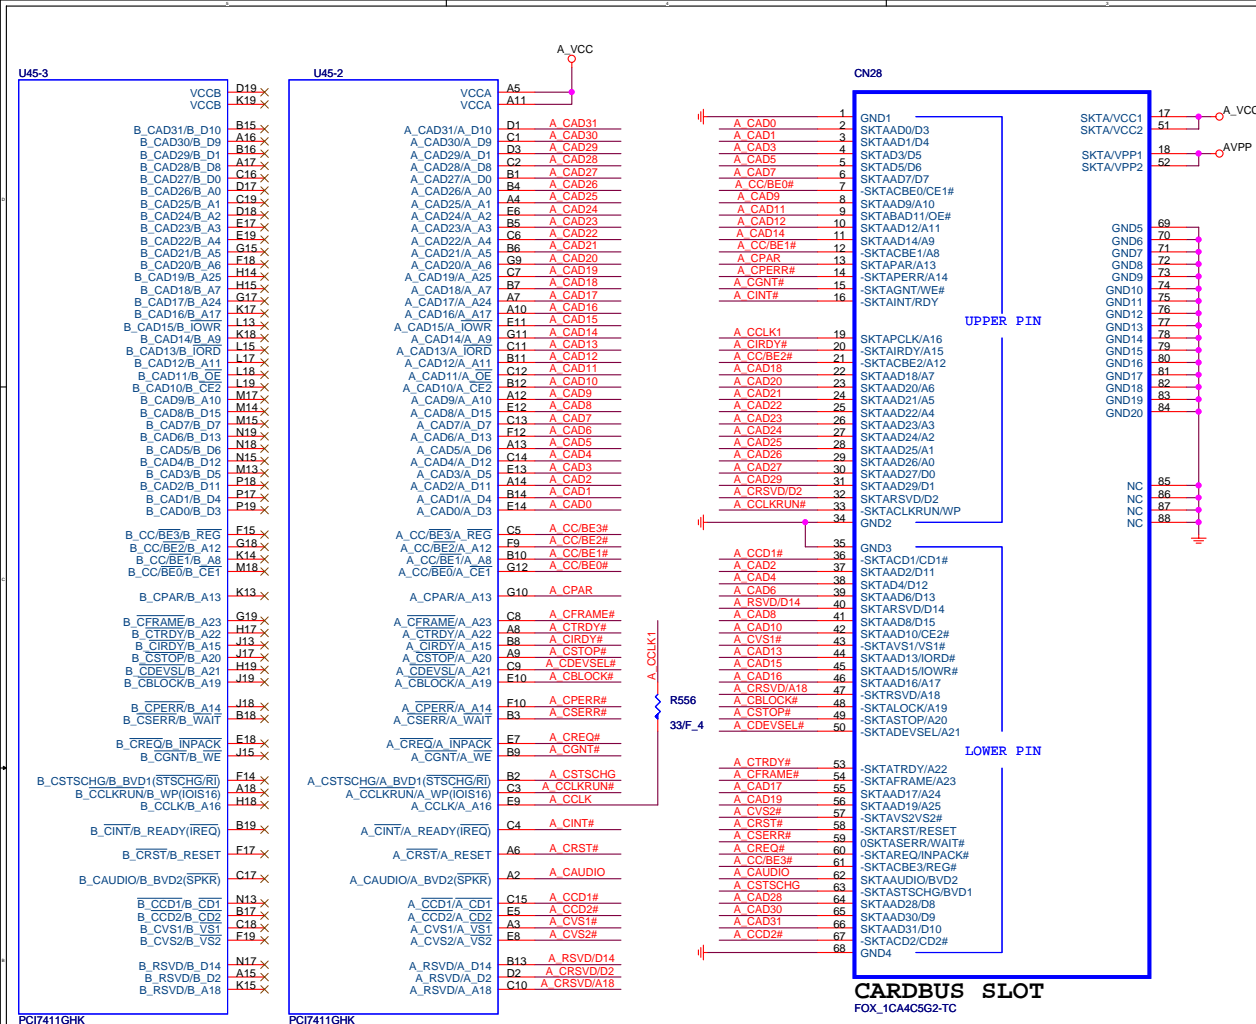 A_VCC
U45-3
VCCB D19
VCCB K19
B_CAD31/B_D10 B15
B_CAD30/B_D9 A16
B_CAD29/B_D1 B16
B_CAD28/B_D8 A17
B_CAD27/B_D0 C16
B_CAD26/B_A0 D17
B_CAD25/B_A1 C19
B_CAD24/B_A2 D18
B_CAD23/B_A3 E17
B_CAD22/B_A4 E19
B_CAD21/B_A5 G15
B_CAD20/B_A6 F18
B_CAD19/B_A25 H14
B_CAD18/B_A7 H15
B_CAD17/B_A24 G17
B_CAD16/B_A17 K17
B_CAD15/B_IOWR L13
B_CAD14/B_A9 K18
B_CAD13/B_IORD L15
B_CAD12/B_A11 L17
B_CAD11/B_OE L18
B_CAD10/B_CE2 L19
B_CAD9/B_A10 M17
B_CAD8/B_D15 M14
B_CAD7/B_D7 M15
B_CAD6/B_D13 N19
B_CAD5/B_D6 N18
B_CAD4/B_D12 N15
B_CAD3/B_D5 M13
B_CAD2/B_D11 P18
B_CAD1/B_D4 P17
B_CAD0/B_D3 P19
B_CC/BE3/B_REG F15
B_CC/BE2/B_A12 G18
B_CC/BE1/B_A8 K14
B_CC/BE0/B_CE1 M18
B_CPAR/B_A13 K13
B_CFRAME/B_A23 G19
B_CTRDY/B_A22 H17
B_CIRDY/B_A15 J13
B_CSTOP/B_A20 J17
B_CDEVSL/B_A21 H19
B_CBLOCK/B_A19 J19
B_CPERR/B_A14 J18
B_CSERR/B_WAIT B18
B_CREQ/B_INPACK E18
B_CGNT/B_WE J15
B_CSTSCHG/B_BVD1(STSCHG/RI) F14
B_CCLKRUN/B_WP(IOIS16) A18
B_CCLK/B_A16 H18
B_CINT/B_READY(IREQ) B19
B_CRST/B_RESET F17
B_CAUDIO/B_BVD2(SPKR) C17
B_CCD1/B_CD1 N13
B_CCD2/B_CD2 B17
B_CVS1/B_VS1 C18
B_CVS2/B_VS2 F19
B_RSVD/B_D14 N17
B_RSVD/B_D2 A15
B_RSVD/B_A18 K15
PCI7411GHK
U45-2
VCCA A5
VCCA A11
A_CAD31/A_D10 D1 A_CAD31
A_CAD30/A_D9 C1 A_CAD30
A_CAD29/A_D1 D3 A_CAD29
A_CAD28/A_D8 C2 A_CAD28
A_CAD27/A_D0 B1 A_CAD27
A_CAD26/A_A0 B4 A_CAD26
A_CAD25/A_A1 A4 A_CAD25
A_CAD24/A_A2 E6 A_CAD24
A_CAD23/A_A3 B5 A_CAD23
A_CAD22/A_A4 C6 A_CAD22
A_CAD21/A_A5 B6 A_CAD21
A_CAD20/A_A6 G9 A_CAD20
A_CAD19/A_A25 C7 A_CAD19
A_CAD18/A_A7 B7 A_CAD18
A_CAD17/A_A24 A7 A_CAD17
A_CAD16/A_A17 A10 A_CAD16
A_CAD15/A_IOWR E11 A_CAD15
A_CAD14/A_A9 G11 A_CAD14
A_CAD13/A_IORD C11 A_CAD13
A_CAD12/A_A11 B11 A_CAD12
A_CAD11/A_OE C12 A_CAD11
A_CAD10/A_CE2 B12 A_CAD10
A_CAD9/A_A10 A12 A_CAD9
A_CAD8/A_D15 E12 A_CAD8
A_CAD7/A_D7 C13 A_CAD7
A_CAD6/A_D13 F12 A_CAD6
A_CAD5/A_D6 A13 A_CAD5
A_CAD4/A_D12 C14 A_CAD4
A_CAD3/A_D5 E13 A_CAD3
A_CAD2/A_D11 A14 A_CAD2
A_CAD1/A_D4 B14 A_CAD1
A_CAD0/A_D3 E14 A_CAD0
A_CC/BE3/A_REG C5 A_CC/BE3#
A_CC/BE2/A_A12 F9 A_CC/BE2#
A_CC/BE1/A_A8 B10 A_CC/BE1#
A_CC/BE0/A_CE1 G12 A_CC/BE0#
A_CPAR/A_A13 G10 A_CPAR
A_CFRAME/A_A23 C8 A_CFRAME#
A_CTRDY/A_A22 A8 A_CTRDY#
A_CIRDY/A_A15 B8 A_CIRDY#
A_CSTOP/A_A20 A9 A_CSTOP#
A_CDEVSL/A_A21 C9 A_CDEVSEL#
A_CBLOCK/A_A19 E10 A_CBLOCK#
A_CPERR/A_A14 F10 A_CPERR#
A_CSERR/A_WAIT B3 A_CSERR#
A_CREQ/A_INPACK E7 A_CREQ#
A_CGNT/A_WE B9 A_CGNT#
A_CSTSCHG/A_BVD1(STSCHG/RI) B2 A_CSTSCHG
A_CCLKRUN/A_WP(IOIS16) C3 A_CCLKRUN#
A_CCLK/A_A16 E9 A_CCLK
A_CINT/A_READY(IREQ) C4 A_CINT#
A_CRST/A_RESET A6 A_CRST#
A_CAUDIO/A_BVD2(SPKR) A2 A_CAUDIO
A_CCD1/A_CD1 C15 A_CCD1#
A_CCD2/A_CD2 E5 A_CCD2#
A_CVS1/A_VS1 A3 A_CVS1#
A_CVS2/A_VS2 E8 A_CVS2#
A_RSVD/A_D14 B13 A_RSVD/D14
A_RSVD/A_D2 D2 A_CRSVD/D2
A_RSVD/A_A18 C10 A_CRSVD/A18
PCI7411GHK
A_CCLK1
R556
33/F_4
CN28
1 GND1
A_CAD0 2 SKTAAD0/D3
A_CAD1 3 SKTAAD1/D4
A_CAD3 4 SKTAD3/D5
A_CAD5 5 SKTAD5/D6
A_CAD7 6 SKTAAD7/D7
A_CC/BE0# 7 -SKTACBE0/CE1#
A_CAD9 8 SKTAAD9/A10
A_CAD11 9 SKTABAD11/OE#
A_CAD12 10 SKTAAD12/A11
A_CAD14 11 SKTAAD14/A9
A_CC/BE1# 12 -SKTACBE1/A8
A_CPAR 13 SKTAPAR/A13
A_CPERR# 14 -SKTAPERR/A14
A_CGNT# 15 -SKTAGNT/WE#
A_CINT# 16 -SKTAINT/RDY
UPPER PIN
A_CCLK1 19 SKTAPCLK/A16
A_CIRDY# 20 -SKTAIRDY/A15
A_CC/BE2# 21 -SKTACBE2/A12
A_CAD18 22 SKTAAD18/A7
A_CAD20 23 SKTAAD20/A6
A_CAD21 24 SKTAAD21/A5
A_CAD22 25 SKTAAD22/A4
A_CAD23 26 SKTAAD23/A3
A_CAD24 27 SKTAAD24/A2
A_CAD25 28 SKTAAD25/A1
A_CAD26 29 SKTAAD26/A0
A_CAD27 30 SKTAAD27/D0
A_CAD29 31 SKTAAD29/D1
A_CRSVD/D2 32 SKTARSVD/D2
A_CCLKRUN# 33 -SKTACLKRUN/WP
34 GND2
35 GND3
A_CCD1# 36 -SKTACD1/CD1#
A_CAD2 37 SKTAAD2/D11
A_CAD4 38 SKTAD4/D12
A_CAD6 39 SKTAAD6/D13
A_RSVD/D14 40 SKTARSVD/D14
A_CAD8 41 SKTAAD8/D15
A_CAD10 42 SKTAAD10/CE2#
A_CVS1# 43 -SKTAVS1/VS1#
A_CAD13 44 SKTAAD13/IORD#
A_CAD15 45 SKTAAD15/IOWR#
A_CAD16 46 SKTAAD16/A17
A_CRSVD/A18 47 -SKTRSVD/A18
A_CBLOCK# 48 -SKTALOCK/A19
A_CSTOP# 49 -SKTASTOP/A20
A_CDEVSEL# 50 -SKTADEVSEL/A21
LOWER PIN
A_CTRDY# 53 -SKTATRDY/A22
A_CFRAME# 54 -SKTAFRAME/A23
A_CAD17 55 SKTAAD17/A24
A_CAD19 56 SKTAAD19/A25
A_CVS2# 57 -SKTAVS2VS2#
A_CRST# 58 -SKTARST/RESET
A_CSERR# 59 0SKTASERR/WAIT#
A_CREQ# 60 -SKTAREQ/INPACK#
A_CC/BE3# 61 -SKTACBE3/REG#
A_CAUDIO 62 SKTAAUDIO/BVD2
A_CSTSCHG 63 -SKTASTSCHG/BVD1
A_CAD28 64 SKTAAD28/D8
A_CAD30 65 SKTAAD30/D9
A_CAD31 66 SKTAAD31/D10
A_CCD2# 67 -SKTACD2/CD2#
68 GND4
SKTA/VCC1 17 A_VCC
SKTA/VCC2 51
SKTA/VPP1 18 AVPP
SKTA/VPP2 52
GND5 69
GND6 70
GND7 71
GND8 72
GND9 73
GND10 74
GND11 75
GND12 76
GND13 77
GND14 78
GND15 79
GND16 80
GND17 81
GND18 82
GND19 83
GND20 84
NC 85
NC 86
NC 87
NC 88
CARDBUS SLOT
FOX_1CA4C5G2-TC